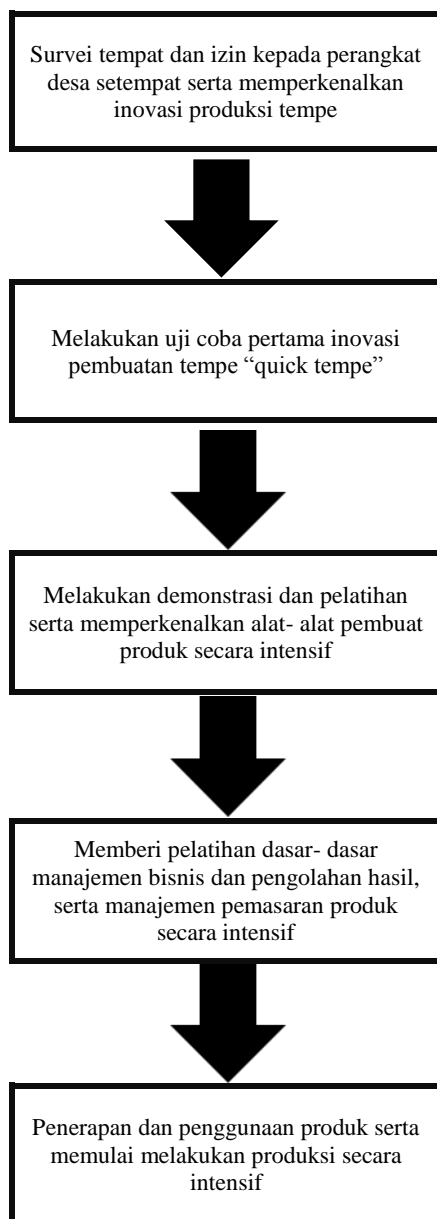 Survei tempat dan izin kepada perangkat
desa setempat serta memperkenalkan
inovasi produksi tempe
Melakukan uji coba pertama inovasi
pembuatan tempe “quick tempe”
Melakukan demonstrasi dan pelatihan
serta memperkenalkan alat- alat pembuat
produk secara intensif
Memberi pelatihan dasar- dasar
manajemen bisnis dan pengolahan hasil,
serta manajemen pemasaran produk
secara intensif
Penerapan dan penggunaan produk serta
memulai melakukan produksi secara
intensif